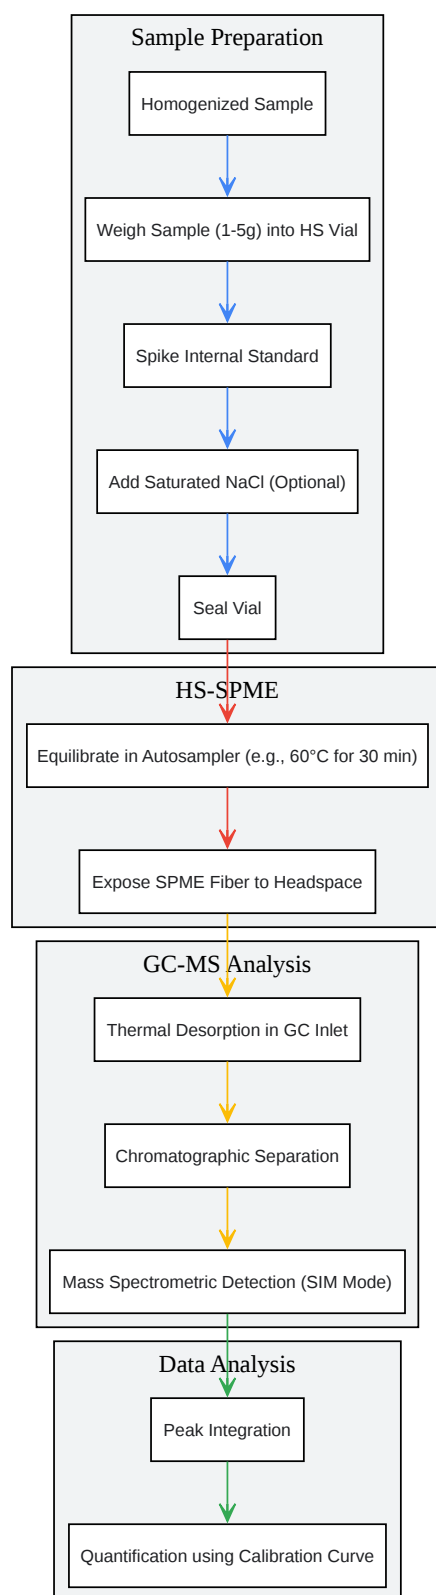 Sample Preparation
Homogenized Sample
Weigh Sample (1-5g) into HS Vial
Spike Internal Standard
Add Saturated NaCl (Optional)
Seal Vial
HS-SPME
Equilibrate in Autosampler (e.g., 60°C for 30 min)
Expose SPME Fiber to Headspace
GC-MS Analysis
Thermal Desorption in GC Inlet
Chromatographic Separation
Mass Spectrometric Detection (SIM Mode)
Data Analysis
Peak Integration
Quantification using Calibration Curve